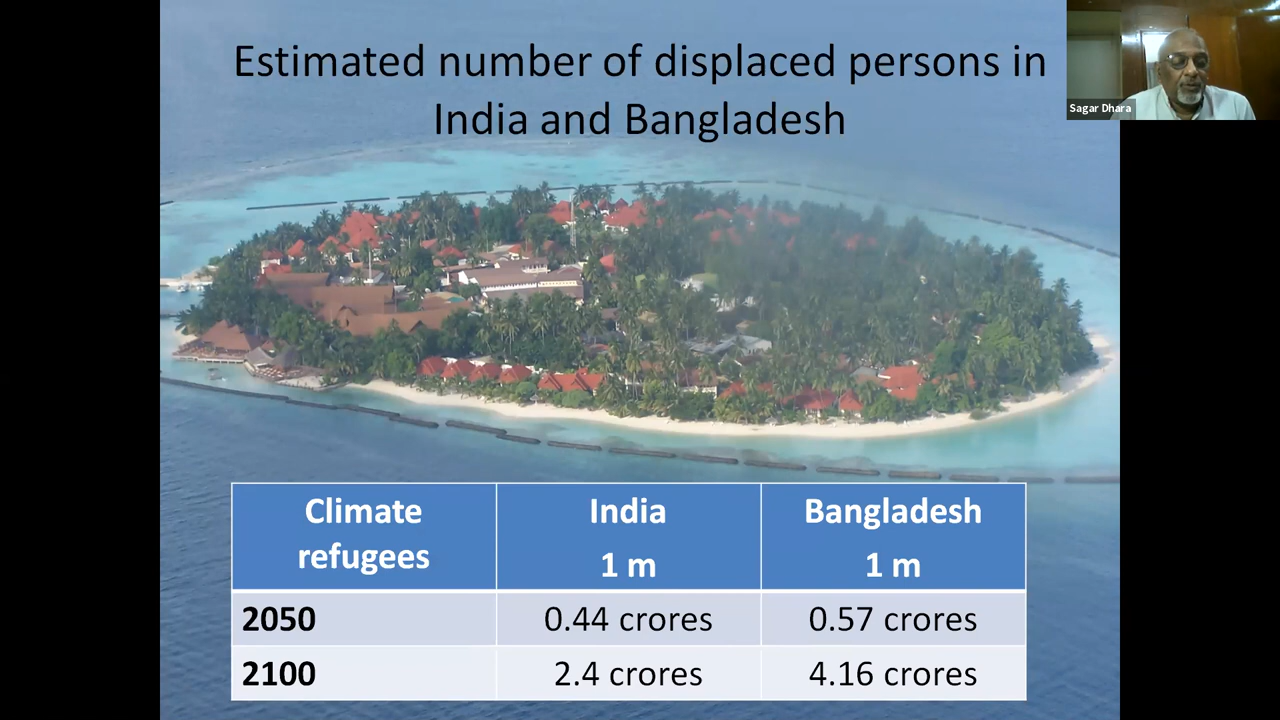 Estimated number of displaced persons in
India and Bangladesh
Sagar Dhara
Climate refugees India 1 m Bangladesh 1 m
2050 0.44 crores 0.57 crores
2100 2.4 crores 4.16 crores